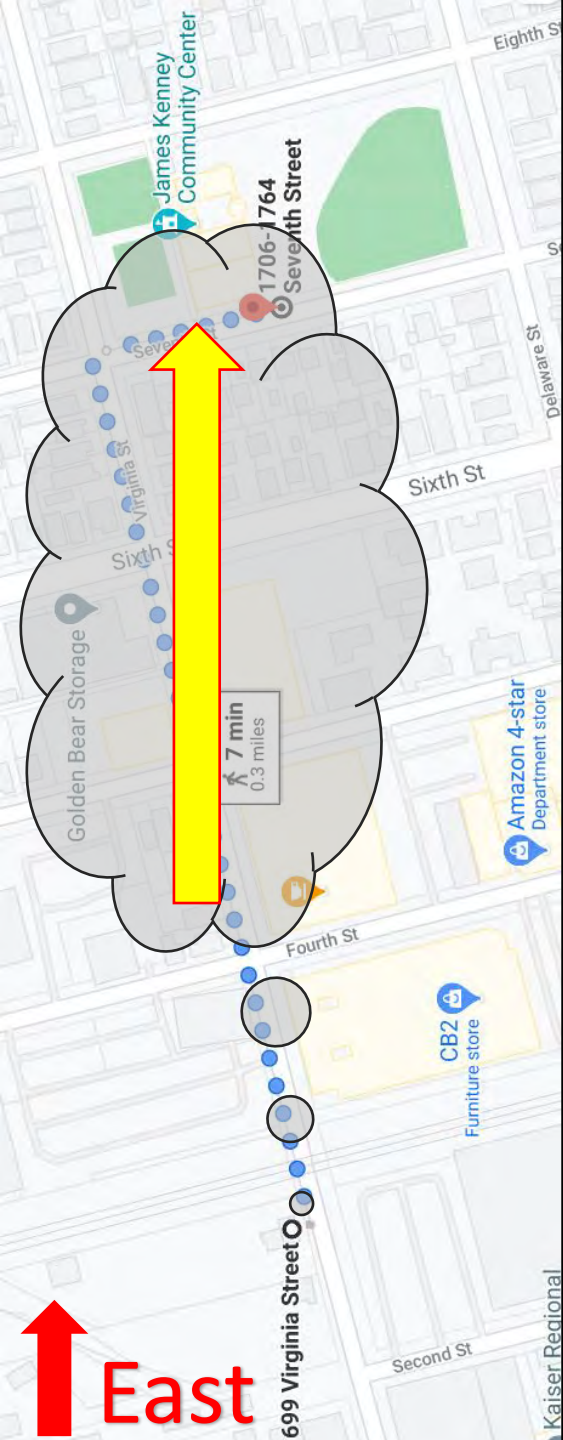 Eighth St
James Kenney
Community Center
1706-1764
Seventh Street
Seve
Se
Delaware St
Virginia St
Sixth St
Sixth S
Golden Bear Storage
7 min
0.3 miles
Amazon 4-star
Department store
Fourth St
CB2
Furniture store
699 Virginia Street
East
Second St
Kaiser Regional